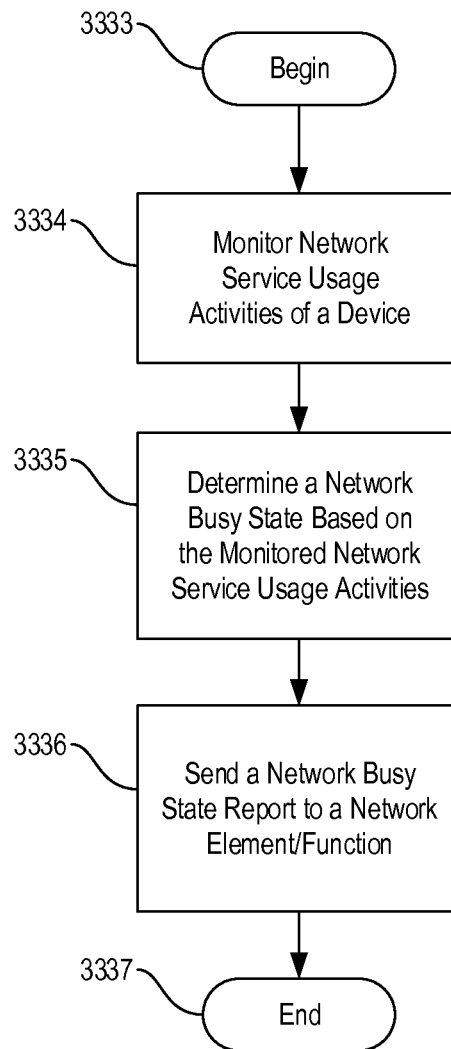 3333
Begin
3334
Monitor Network
Service Usage
Activities of a Device
3335
Determine a Network
Busy State Based on
the Monitored Network
Service Usage Activities
3336
Send a Network Busy
State Report to a Network
Element/Function
3337
End